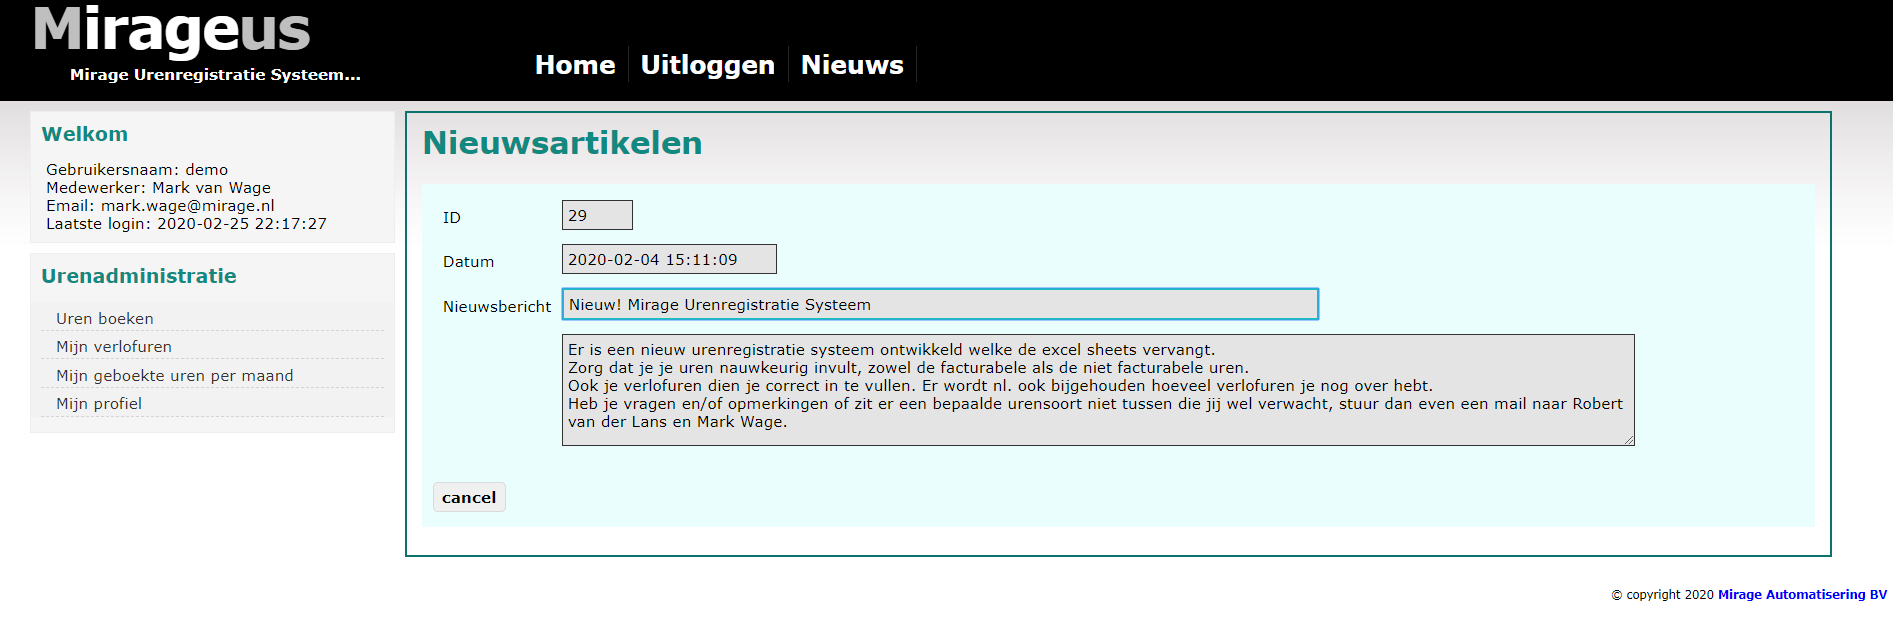 Mirageus
Mirage Urenregistratie Systeem...
Home Uitloggen Nieuws
Welkom
Gebruikersnaam: demo
Medewerker: Mark van Wage
Email: mark.wage@mirage.nl
Laatste login: 2020-02-25 22:17:27
Urenadministratie
Uren boeken
Mijn verlofuren
Mijn geboekte uren per maand
Mijn profiel
Nieuwsartikelen
ID 29
Datum 2020-02-04 15:11:09
Nieuwsbericht Nieuw! Mirage Urenregistratie Systeem
Er is een nieuw urenregistratie systeem ontwikkeld welke de excel sheets vervangt.
Zorg dat je je uren nauwkeurig invult, zowel de facturabele als de niet facturabele uren.
Ook je verlofuren dien je correct in te vullen. Er wordt nl. ook bijgehouden hoeveel verlofuren je nog over hebt.
Heb je vragen en/of opmerkingen of zit er een bepaalde urensoort niet tussen die jij wel verwacht, stuur dan even een mail naar Robert
van der Lans en Mark Wage.
cancel
© copyright 2020 Mirage Automatisering BV